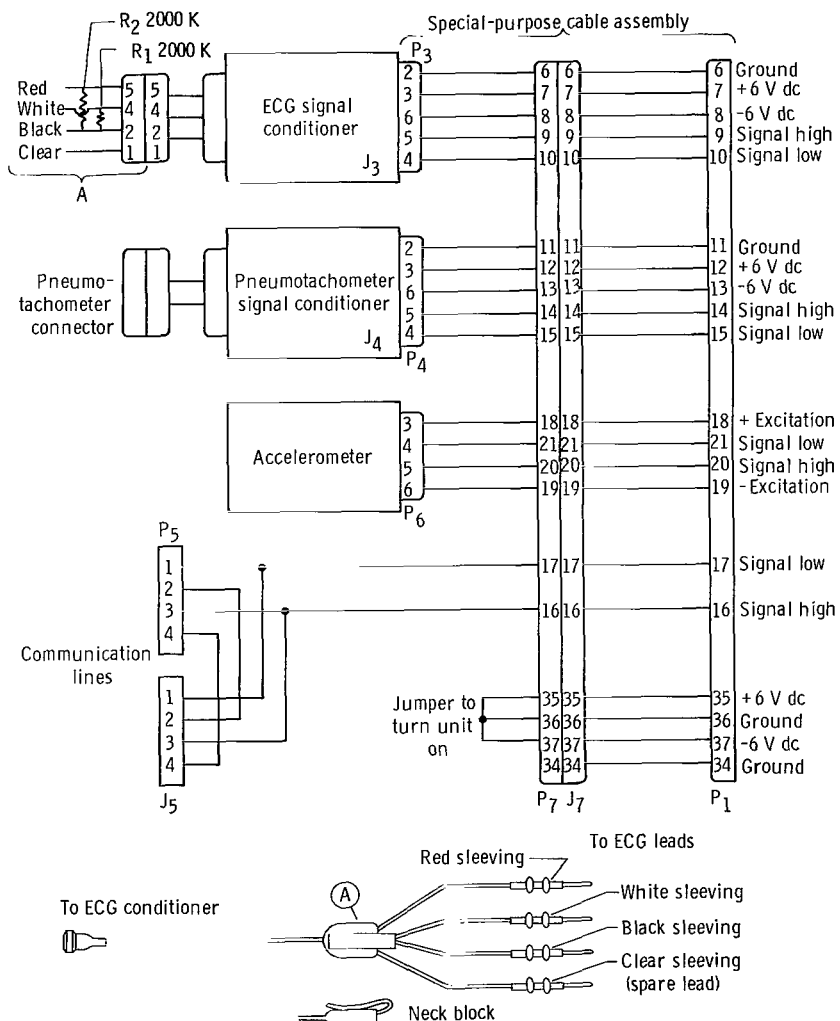 Special-purpose cable assembly
R2 2000 K
R1 2000 K
P3
Red
White
Black
Clear
5 5
4 4
2 2
1 1
A
ECG signal
conditioner
J3
2
3
6
5
4
6 6
7 7
8 8
9 9
10 10
6 Ground
7 +6 V dc
8 -6 V dc
9 Signal high
10 Signal low
Pneumo-
tachometer
connector
Pneumotachometer
signal conditioner
J4
2
3
6
5
4
P4
11 11
12 12
13 13
14 14
15 15
11 Ground
12 +6 V dc
13 -6 V dc
14 Signal high
15 Signal low
Accelerometer
3
4
5
6
P6
18 18
21 21
20 20
19 19
18 + Excitation
21 Signal low
20 Signal high
19 - Excitation
P5
1
2
3
4
17 17
16 16
17 Signal low
16 Signal high
Communication
lines
1
2
3
4
J5
Jumper to
turn unit
on
35 35
36 36
37 37
34 34
35 +6 V dc
36 Ground
37 -6 V dc
34 Ground
P7 J7
P1
To ECG leads
Red sleeving
White sleeving
Black sleeving
Clear sleeving
(spare lead)
To ECG conditioner
A
Neck block